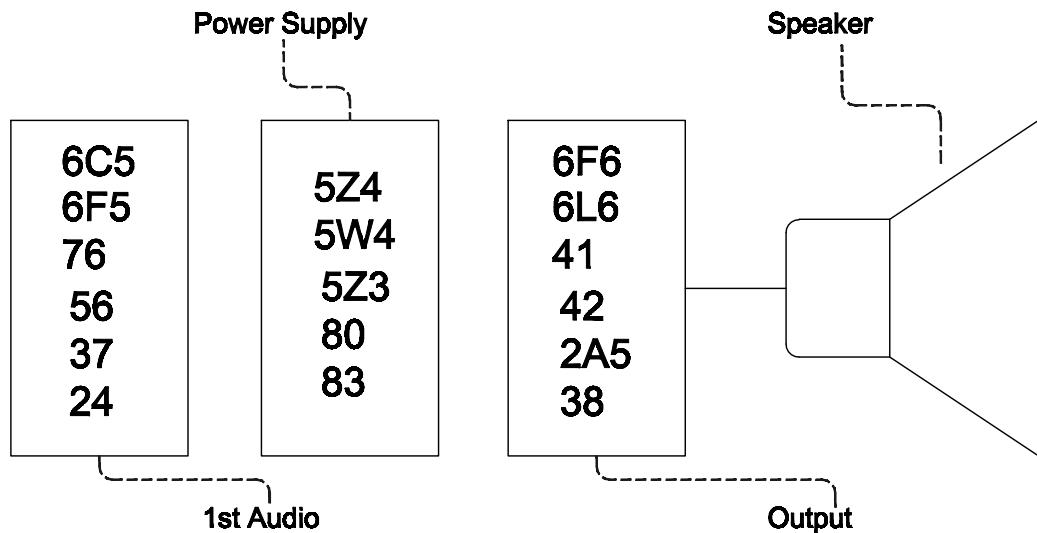 Power Supply
Speaker
6C5
6F5
76
56
37
24
5Z4
5W4
5Z3
80
83
6F6
6L6
41
42
2A5
38
1st Audio
Output